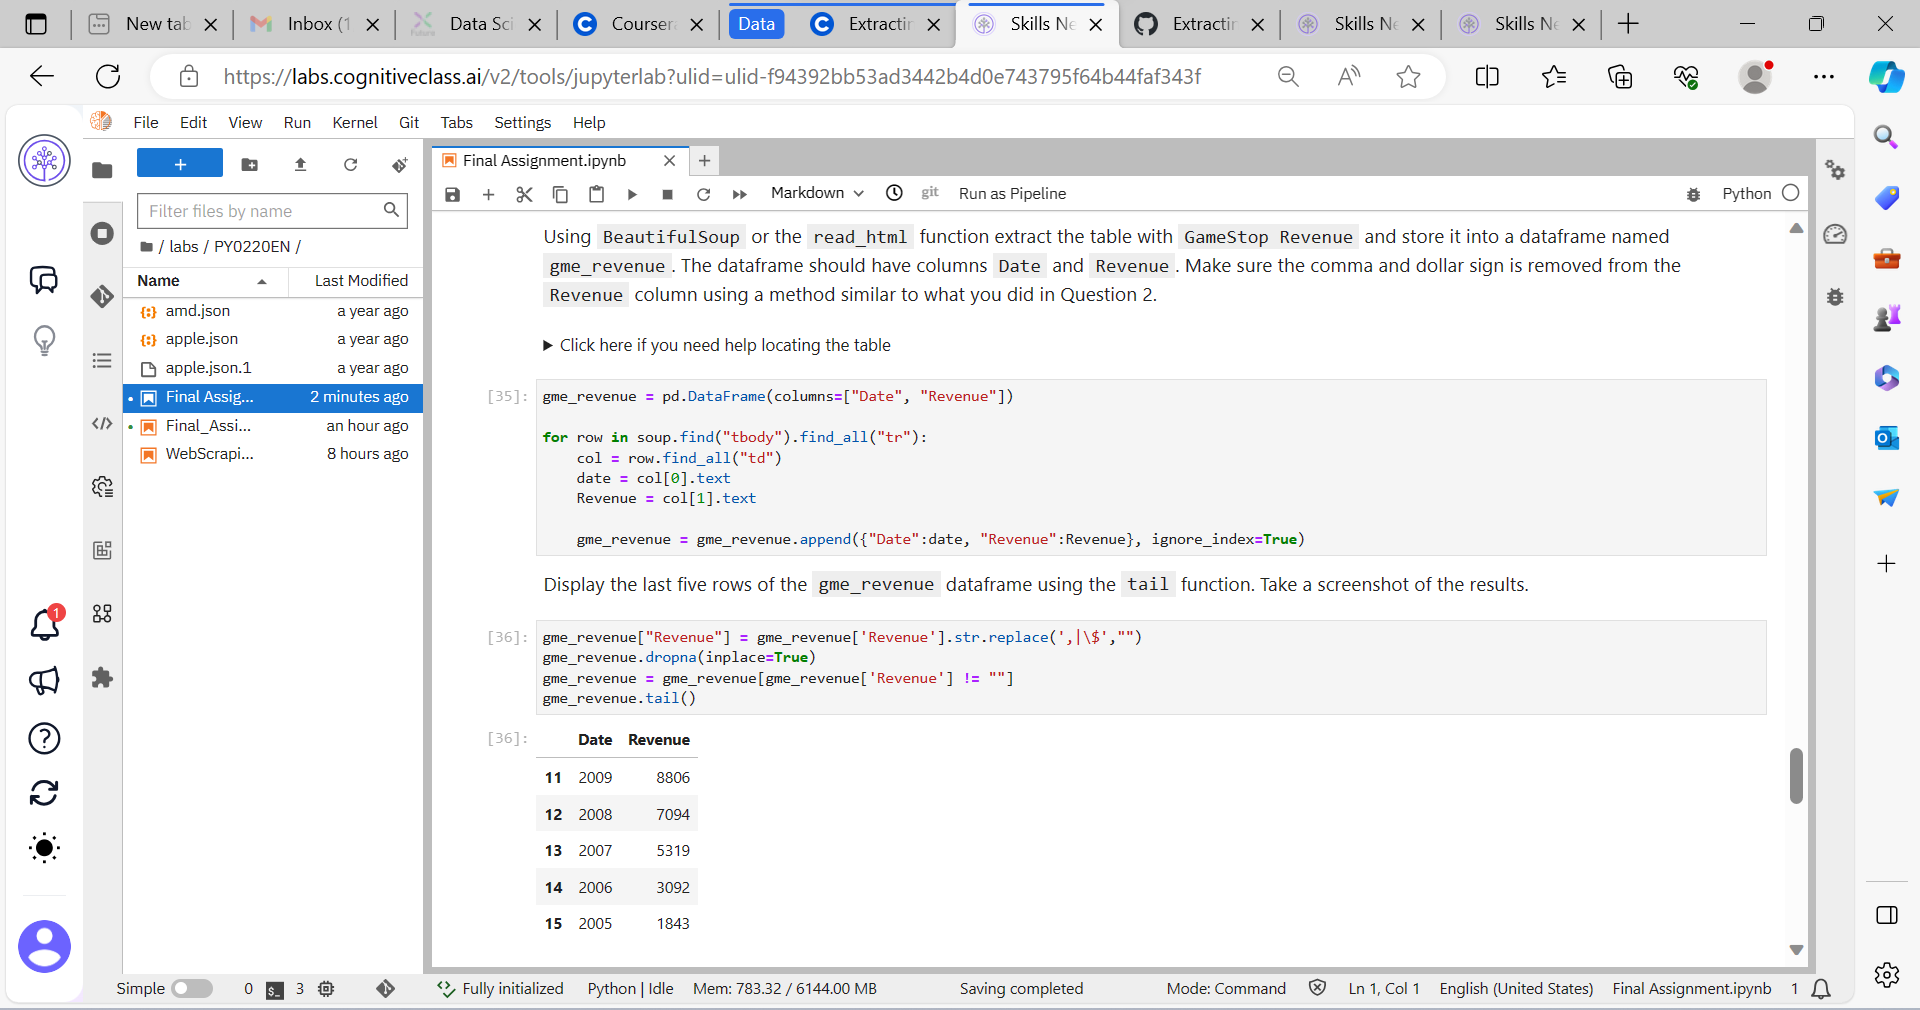 New tab
Inbox (1
Data Sci
Coursera
Data
Extractin
Skills Ne
Extractin
Skills Ne
Skills Ne
https://labs.cognitiveclass.ai/v2/tools/jupyterlab?ulid=ulid-f94392bb53ad3442b4d0e743795f64b44faf343f
File Edit View Run Kernel Git Tabs Settings Help
Filter files by name
/ labs / PY0220EN /
Name Last Modified
amd.json a year ago
apple.json a year ago
apple.json.1 a year ago
Final Assig... 2 minutes ago
Final_Assi... an hour ago
WebScrapi... 8 hours ago
1
Final Assignment.ipynb
Markdown git Run as Pipeline Python
Using BeautifulSoup or the read_html function extract the table with GameStop Revenue and store it into a dataframe named
gme_revenue . The dataframe should have columns Date and Revenue . Make sure the comma and dollar sign is removed from the
Revenue column using a method similar to what you did in Question 2.
Click here if you need help locating the table
[35]: gme_revenue = pd.DataFrame(columns=["Date", "Revenue"])
for row in soup.find("tbody").find_all("tr"):
col = row.find_all("td")
date = col[0].text
Revenue = col[1].text
gme_revenue = gme_revenue.append({"Date":date, "Revenue":Revenue}, ignore_index=True)
Display the last five rows of the gme_revenue dataframe using the tail function. Take a screenshot of the results.
[36]: gme_revenue["Revenue"] = gme_revenue['Revenue'].str.replace(',|\$',"")
gme_revenue.dropna(inplace=True)
gme_revenue = gme_revenue[gme_revenue['Revenue'] != ""]
gme_revenue.tail()
[36]: Date Revenue
11 2009 8806
12 2008 7094
13 2007 5319
14 2006 3092
15 2005 1843
Simple 0 $_ 3 Fully initialized Python | Idle Mem: 783.32 / 6144.00 MB Saving completed Mode: Command Ln 1, Col 1 English (United States) Final Assignment.ipynb 1